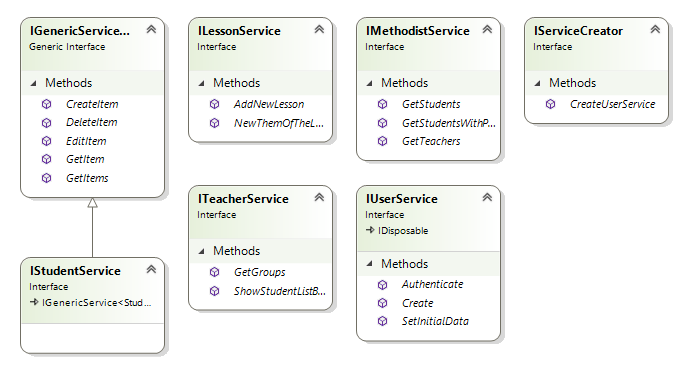 IGenericService...
Generic Interface
Methods
CreateItem
DeleteItem
EditItem
GetItem
GetItems
ILessonService
Interface
Methods
AddNewLesson
NewThemOfTheL...
IMethodistService
Interface
Methods
GetStudents
GetStudentsWithP...
GetTeachers
IServiceCreator
Interface
Methods
CreateUserService
IStudentService
Interface
IGenericService<Stud...
ITeacherService
Interface
Methods
GetGroups
ShowStudentListB...
IUserService
Interface
IDisposable
Methods
Authenticate
Create
SetInitialData